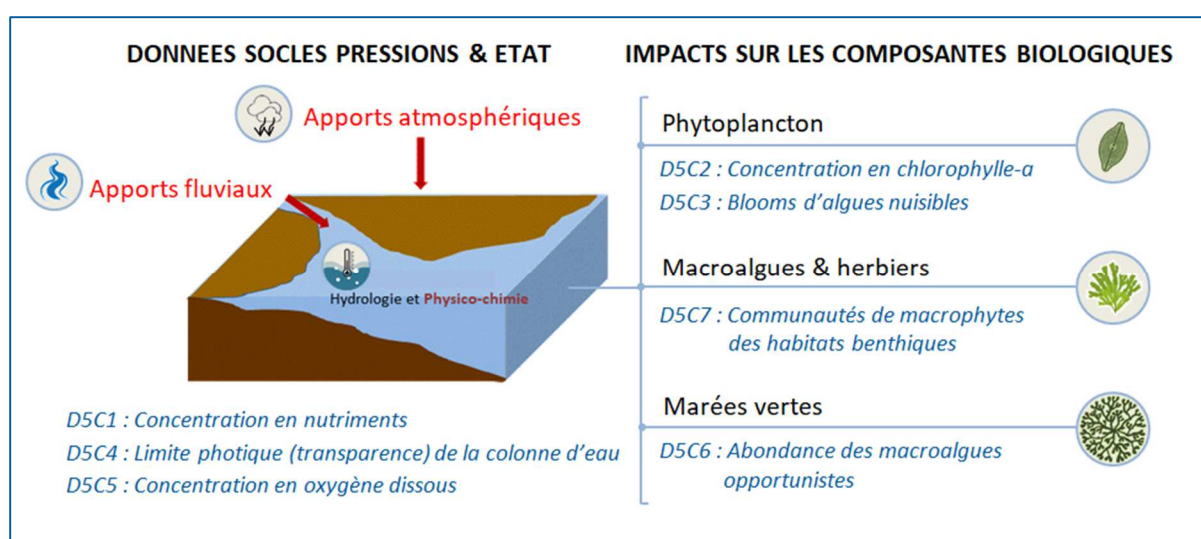 DONNEES SOCLES PRESSIONS & ETAT
Apports atmosphériques
Apports fluviaux
Hydrologie et Physico-chimie
D5C1 : Concentration en nutriments
D5C4 : Limite photique (transparence) de la colonne d'eau
D5C5 : Concentration en oxygène dissous
IMPACTS SUR LES COMPOSANTES BIOLOGIQUES
Phytoplancton
D5C2 : Concentration en chlorophylle-a
D5C3 : Blooms d'algues nuisibles
Macroalgues & herbiers
D5C7 : Communautés de macrophytes
des habitats benthiques
Marées vertes
D5C6 : Abondance des macroalgues
opportunistes